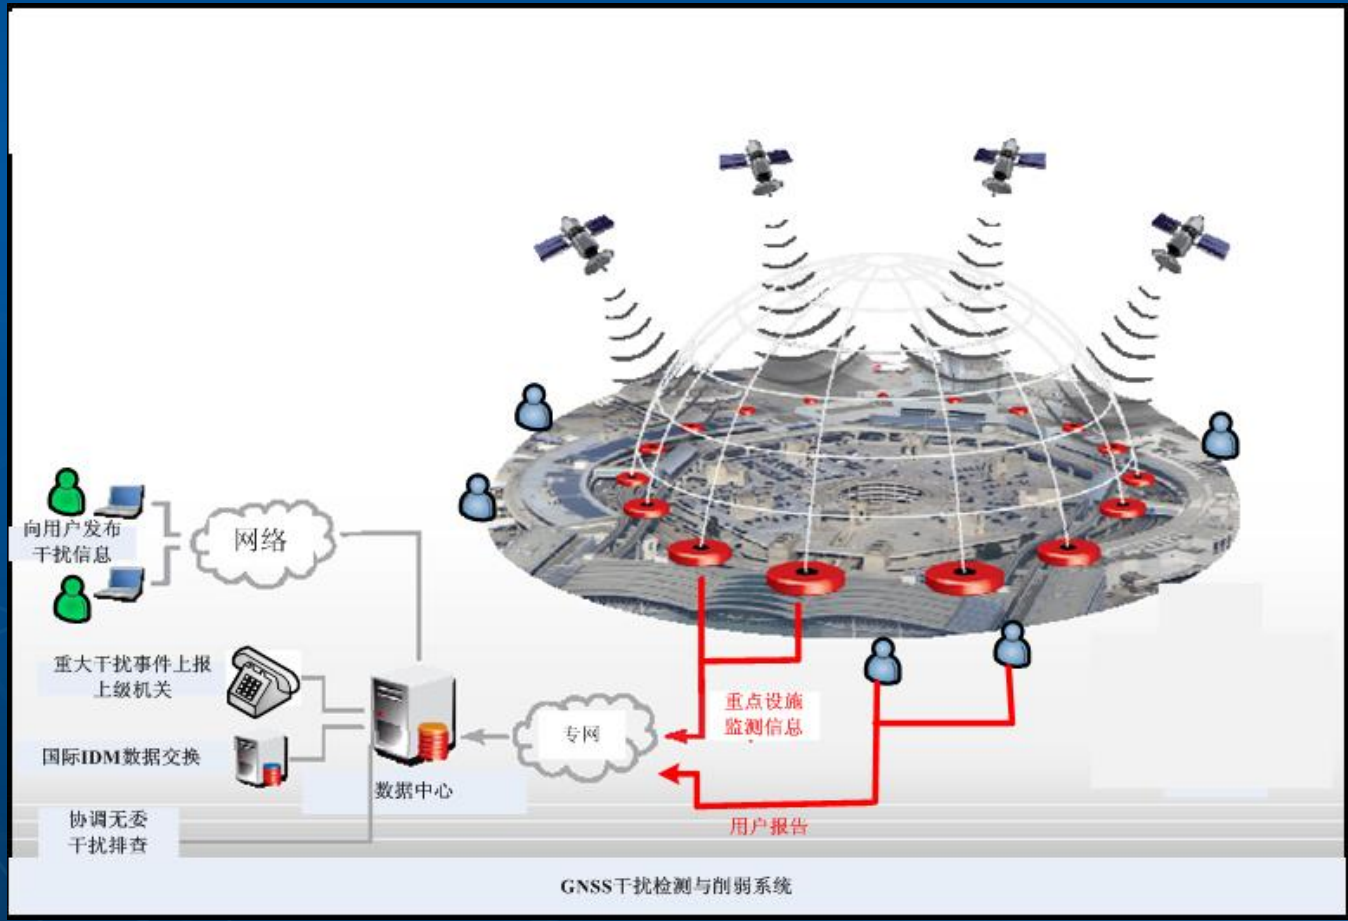 向用户发布
干扰信息
网络
重大干扰事件上报
上级机关
国际IDM数据交换
协调无委
干扰排查
数据中心
专网
重点设施
监测信息
用户报告
GNSS干扰检测与削弱系统